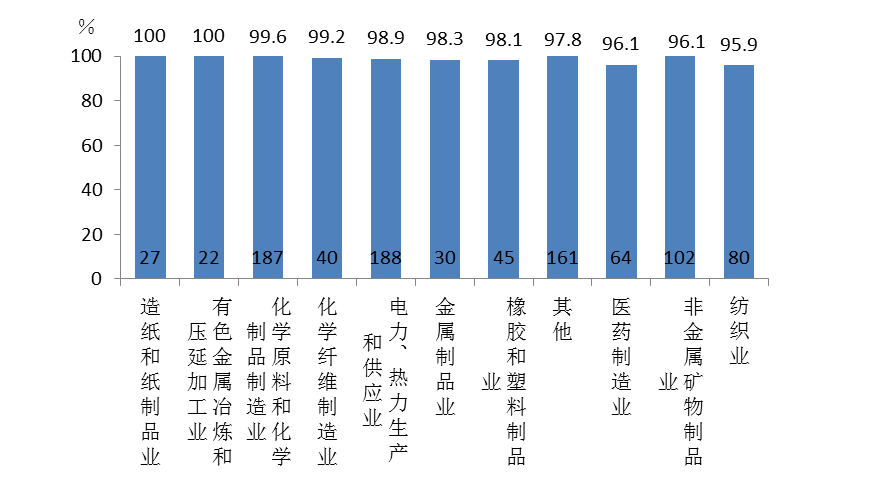 %
100 100 99.6 99.2 98.9 98.3 98.1 97.8 96.1 96.1 95.9
100
80
60
40
20
0
27 22 187 40 188 30 45 161 64 102 80
造纸和纸制品业
有色金属冶炼和
压延加工业
化学原料和化学
制品制造业
化学纤维制造业
电力、热力生产
和供应业
金属制品业
橡胶和塑料制品
业
其他
医药制造业
非金属矿物制品
业
纺织业